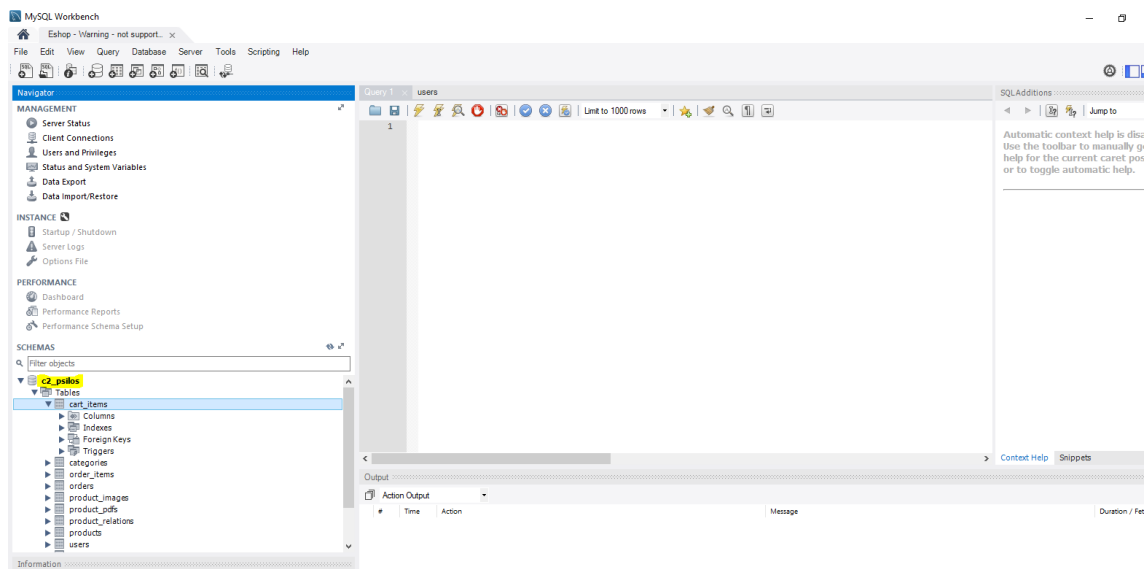 MySQL Workbench
Eshop - Warning - not support...
File Edit View Query Database Server Tools Scripting Help
Navigator
MANAGEMENT
Server Status
Client Connections
Users and Privileges
Status and System Variables
Data Export
Data Import/Restore
INSTANCE
Startup / Shutdown
Server Logs
Options File
PERFORMANCE
Dashboard
Performance Reports
Performance Schema Setup
SCHEMAS
Filter objects
c2_psilos
Tables
cart_items
Columns
Indexes
Foreign Keys
Triggers
categories
order_items
orders
product_images
product_pdfs
product_relations
products
users
Information
Query 1 users
Limit to 1000 rows
1
Output
Action Output
# Time Action Message Duration / Fet
SQLAdditions
Jump to
Automatic context help is disa
Use the toolbar to manually g
help for the current caret pos
or to toggle automatic help.
Context Help Snippets